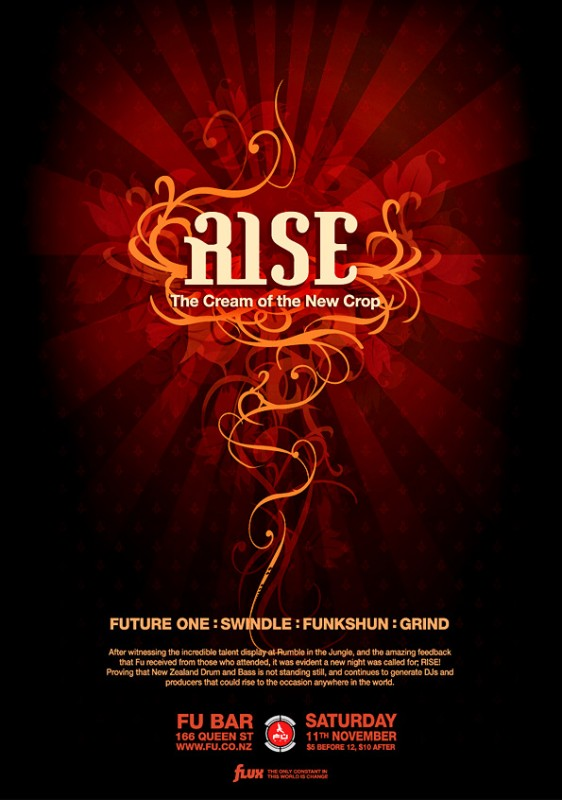 RISE
The Cream of the New Crop
FUTURE ONE : SWINDLE : FUNKSHUN : GRIND
After witnessing the incredible talent display at Rumble in the Jungle, and the amazing feedback
that Fu received from those who attended, it was evident a new night was called for; RISE!
Proving that New Zealand Drum and Bass is not standing still, and continues to generate DJs and
producers that could rise to the occasion anywhere in the world.
FU BAR
166 QUEEN ST
WWW.FU.CO.NZ
SATURDAY
11TH NOVEMBER
$5 BEFORE 12, $10 AFTER
flux
THE ONLY CONSTANT IN
THIS WORLD IS CHANGE